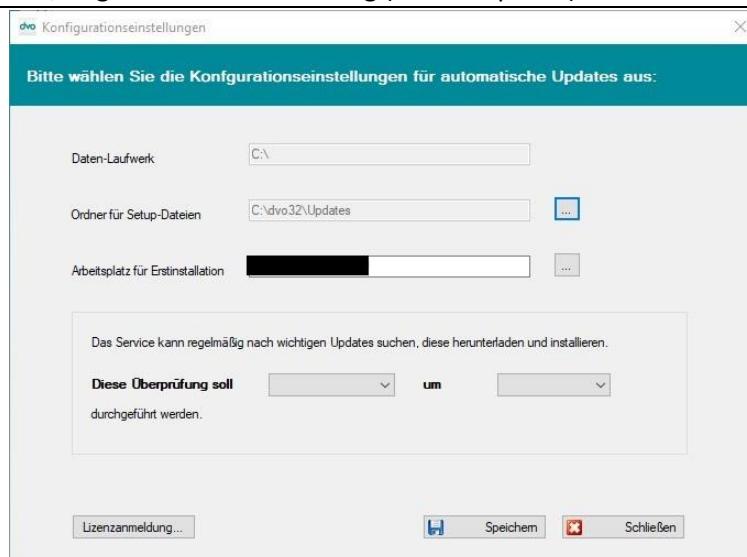 dvo Konfigurationseinstellungen
Bitte wählen Sie die Konfgurationseinstellungen für automatische Updates aus:
Daten-Laufwerk C:\
Ordner für Setup-Dateien C:\dvo32\Updates ...
Arbeitsplatz für Erstinstallation ...
Das Service kann regelmäßig nach wichtigen Updates suchen, diese herunterladen und installieren.
Diese Überprüfung soll um
durchgeführt werden.
Lizenzanmeldung... Speichern Schließen